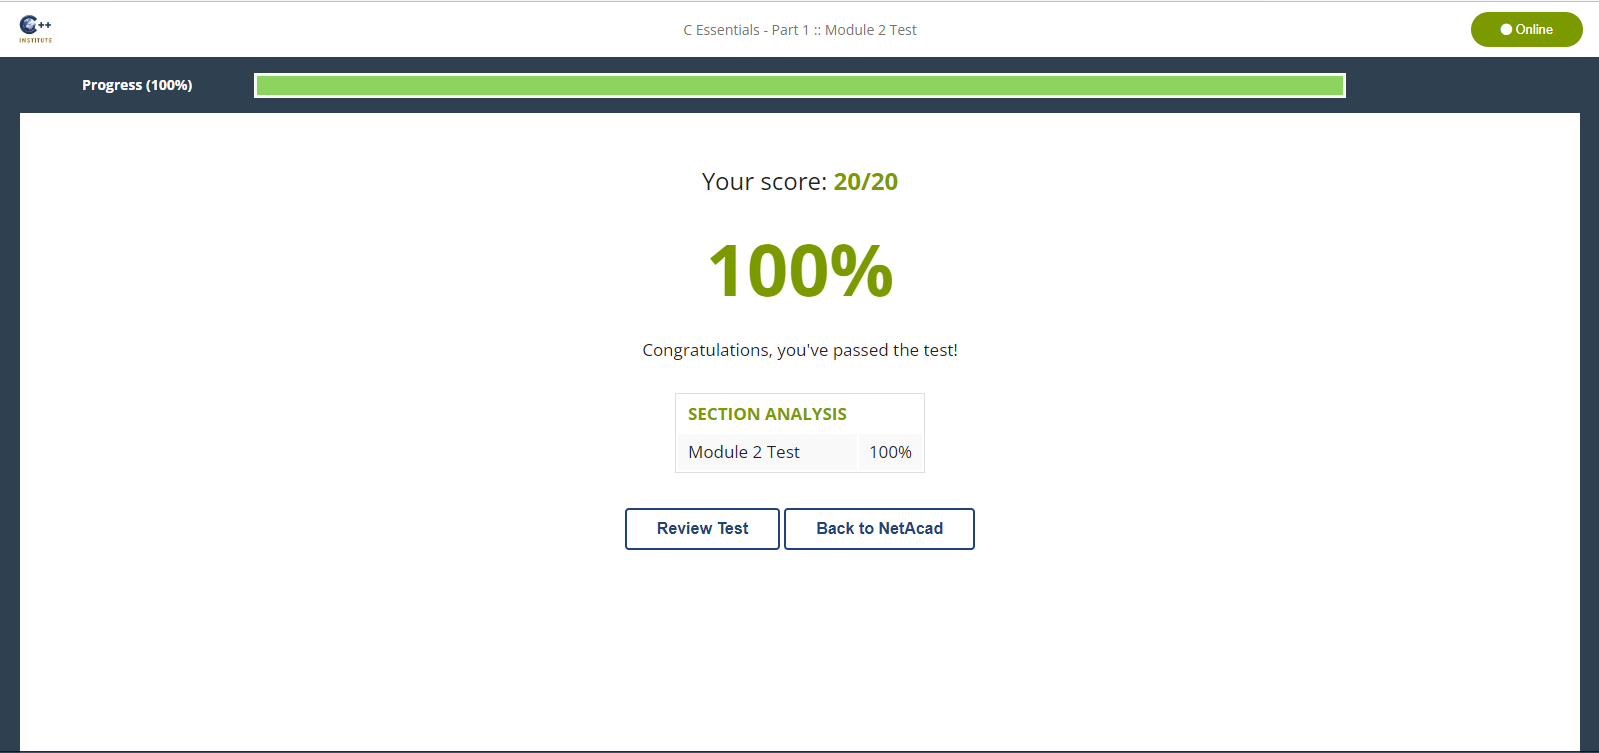 C++
INSTITUTE
C Essentials - Part 1 :: Module 2 Test
Online
Progress (100%)
Your score: 20/20
100%
Congratulations, you've passed the test!
SECTION ANALYSIS
Module 2 Test 100%
Review Test Back to NetAcad